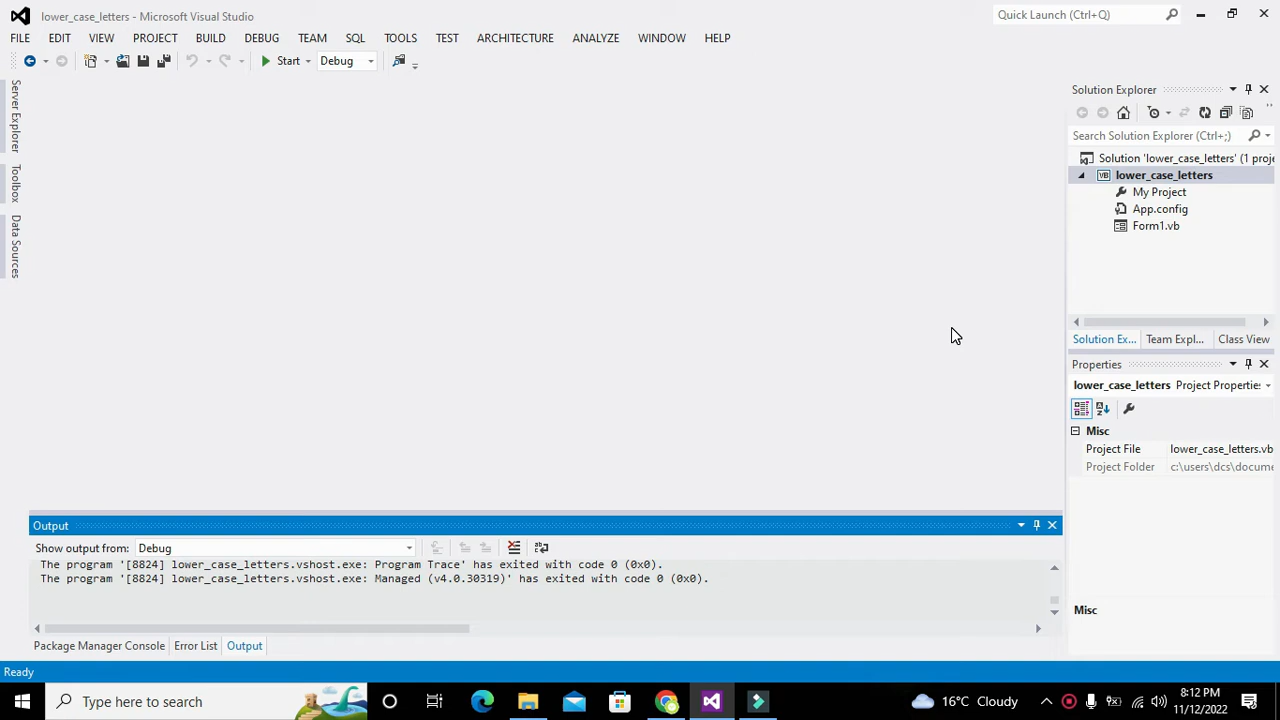 lower_case_letters - Microsoft Visual Studio
Quick Launch (Ctrl+Q)
FILE EDIT VIEW PROJECT BUILD DEBUG TEAM SQL TOOLS TEST ARCHITECTURE ANALYZE WINDOW HELP
Start Debug
Server Explorer
Toolbox
Data Sources
Solution Explorer
Search Solution Explorer (Ctrl+;)
Solution 'lower_case_letters' (1 proje
VB lower_case_letters
My Project
App.config
Form1.vb
Solution Ex... Team Expl... Class View
Properties
lower_case_letters Project Properties
Misc
Project File lower_case_letters.vb
Project Folder c:\users\dcs\docume
Misc
Output
Show output from: Debug
The program '[8824] lower_case_letters.vshost.exe: Program Trace' has exited with code 0 (0x0).
The program '[8824] lower_case_letters.vshost.exe: Managed (v4.0.30319)' has exited with code 0 (0x0).
Package Manager Console Error List Output
Ready
Type here to search
16°C Cloudy
8:12 PM
11/12/2022